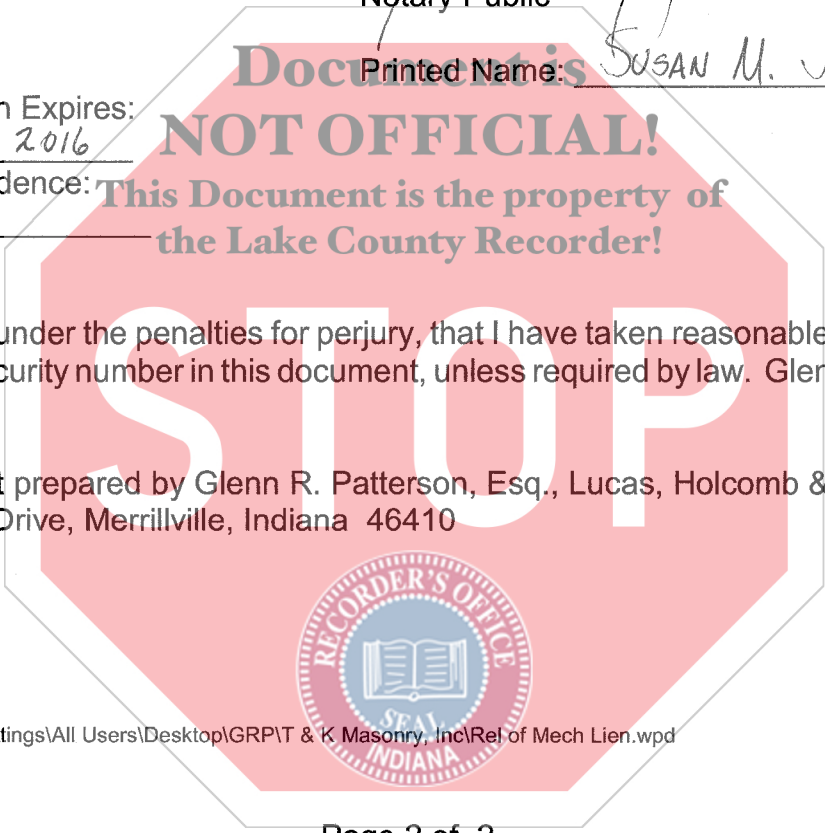 Notary Public
Document is
Printed Name: SUSAN M.
n Expires:
2016
NOT OFFICIAL!
dence:
This Document is the property of
the Lake County Recorder!
STOP
under the penalties for perjury, that I have taken reasonable
curity number in this document, unless required by law. Glen
t prepared by Glenn R. Patterson, Esq., Lucas, Holcomb &
Drive, Merrillville, Indiana 46410
RECORDER'S OFFICE
SEAL
INDIANA
tings\All Users\Desktop\GRP\T & K Masonry, Inc\Rel of Mech Lien.wpd
Page 2 of 2